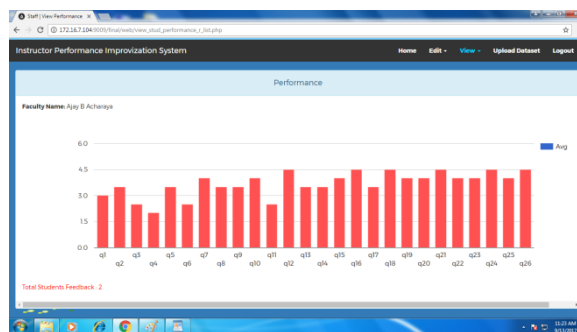 Staff | View Performance
172.16.7.104:9009/final/web/view_stud_performance_r_list.php
Instructor Performance Improvization System
Home Edit View Upload Dataset Logout
Performance
Faculty Name: Ajay B Acharaya
6.0
4.5
3.0
1.5
0.0
Avg
q1 q3 q5 q7 q9 q11 q13 q15 q17 q19 q21 q23 q25
q2 q4 q6 q8 q10 q12 q14 q16 q18 q20 q22 q24 q26
Total Students Feedback : 2
11:23 AM